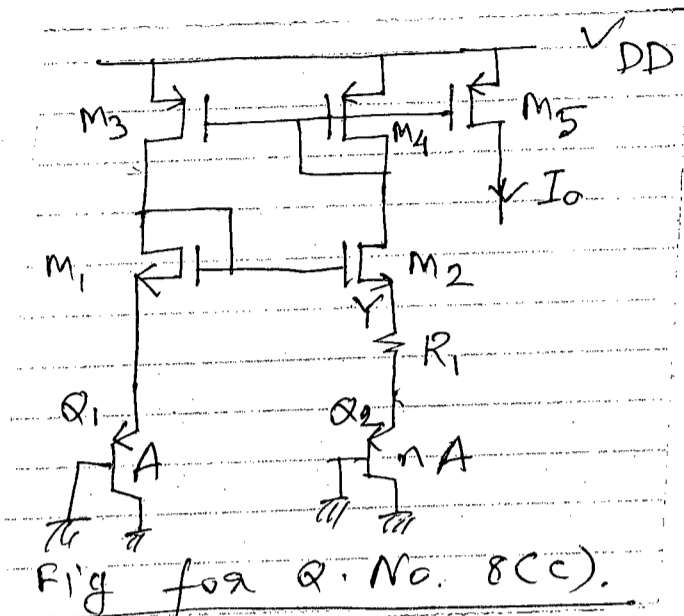 VDD
M3
M4
M5
Io
M1
M2
Y
R1
Q1
Q2
A
nA
Fig for Q. No. 8(c).